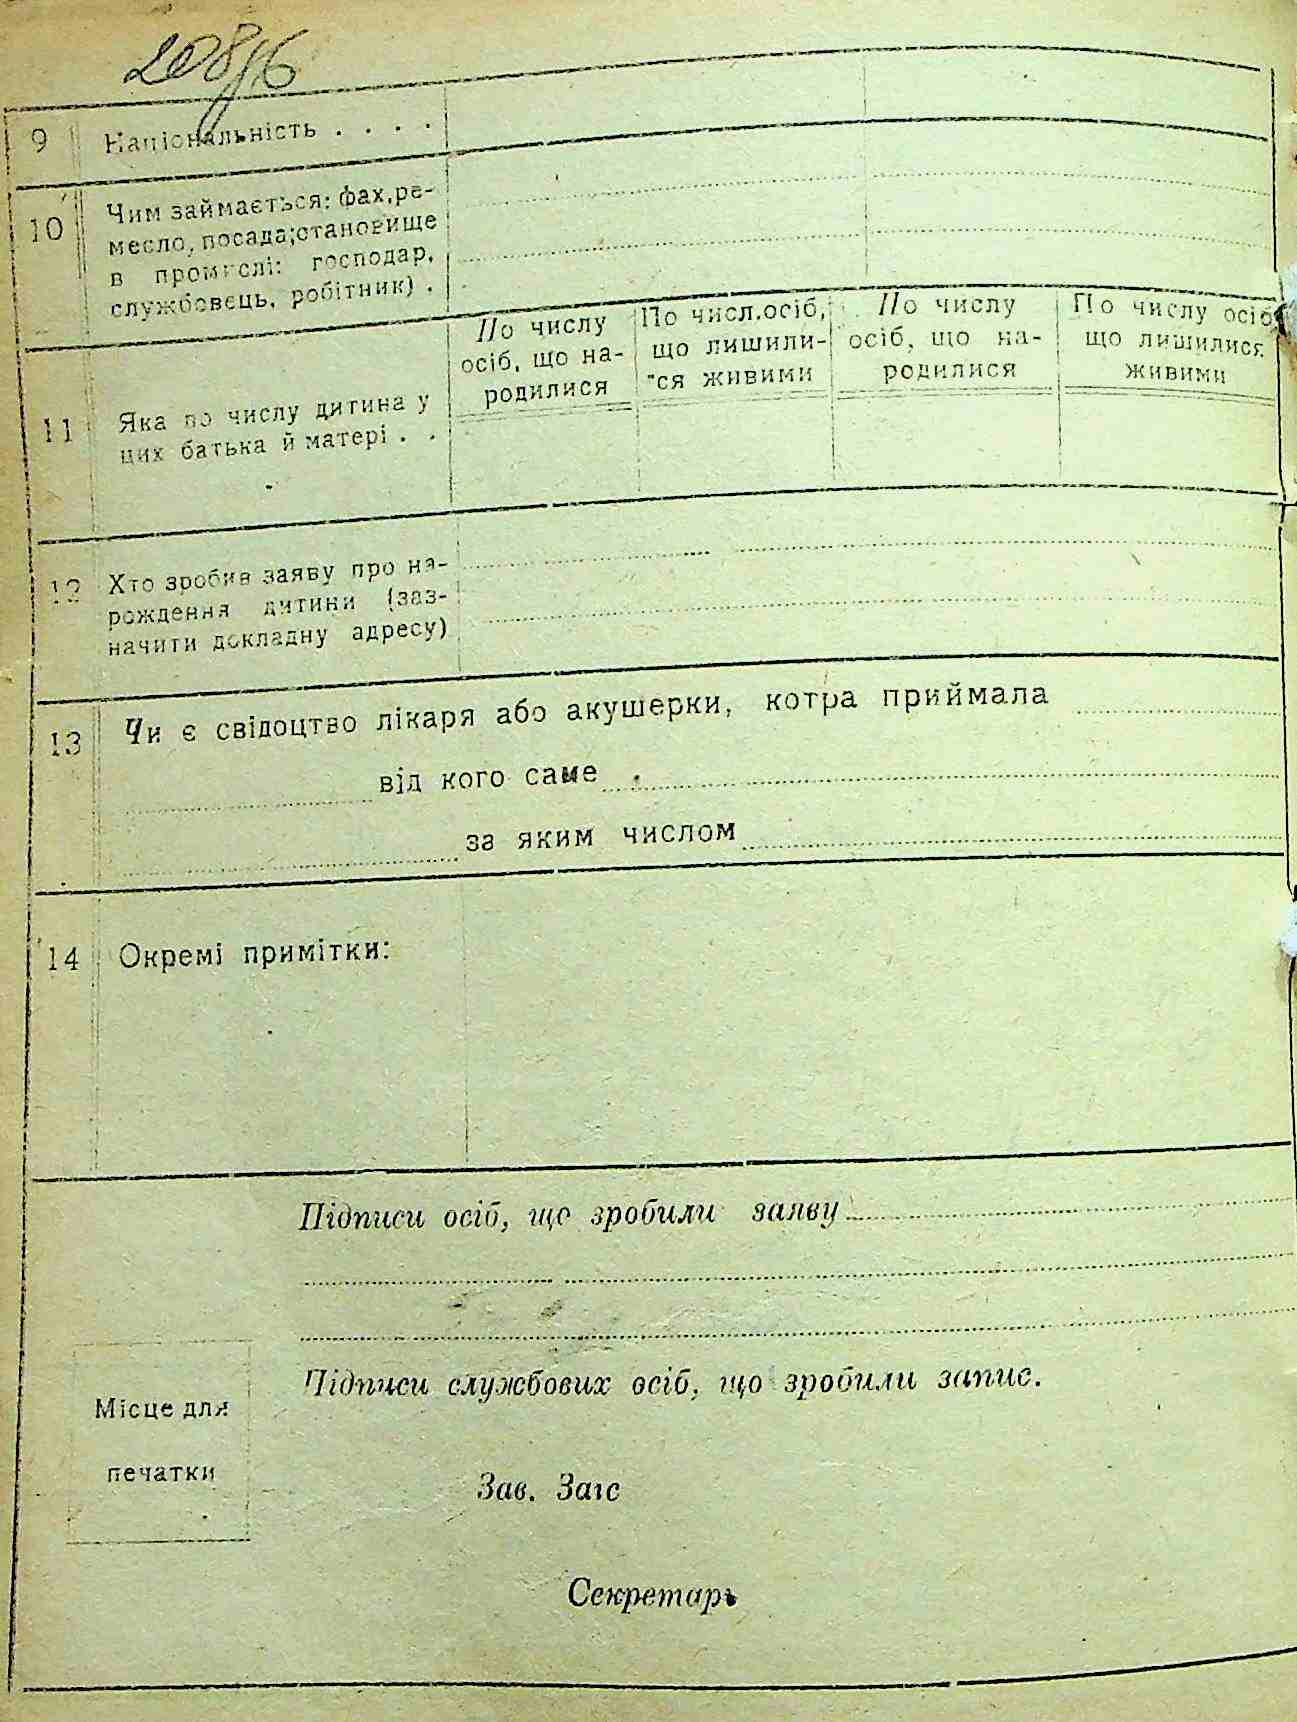 9 Національність . . . .
10 Чим займається: фах, ре-
месло, посада; становище
в промислі: господар,
службовець, робітник) .
По числу
осіб, що на-
родилися
По числ. осіб,
що лишили-
ся живими
По числу
осіб, що на-
родилися
По числу осіб
що лишилися
живими
11 Яка по числу дитина у
цих батька й матері . .
12 Хто зробив заяву про на-
рождення дитини (заз-
начити докладну адресу)
13 Чи є свідоцтво лікаря або акушерки, котра приймала
від кого саме
за яким числом
14 Окремі примітки:
Підписи осіб, що зробили заяву
Підписи службових осіб, що зробили запис.
Місце для
печатки
Зав. Загс
Секретарь